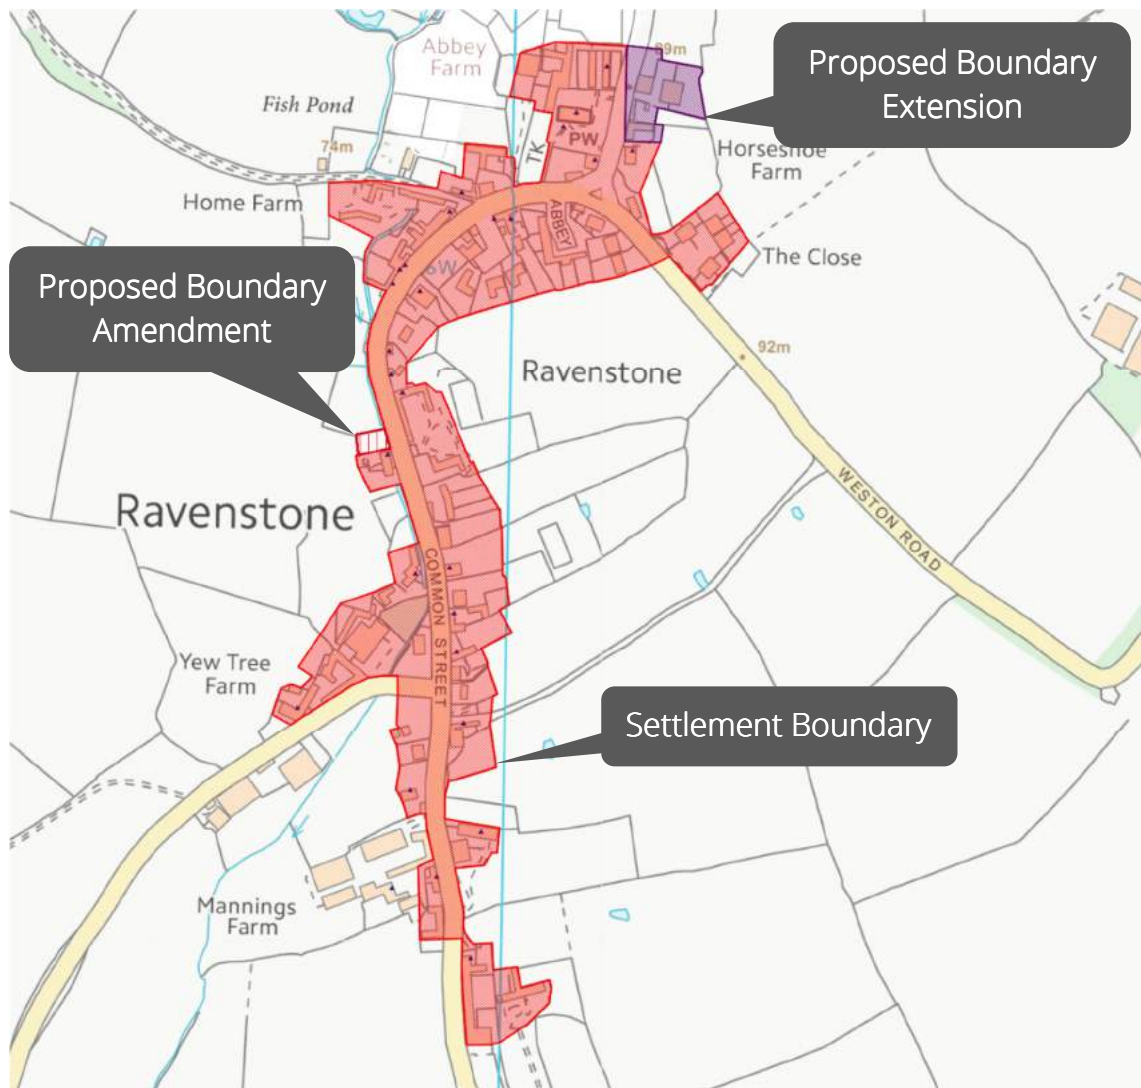 Proposed Boundary
Extension
Abbey
Farm
89m
Fish Pond
PW
TK
74m
Horseshoe
Farm
Home Farm
ABBEY
The Close
Proposed Boundary
Amendment
92m
Ravenstone
WESTON ROAD
Ravenstone
COMMON STREET
Yew Tree
Farm
Settlement Boundary
Mannings
Farm